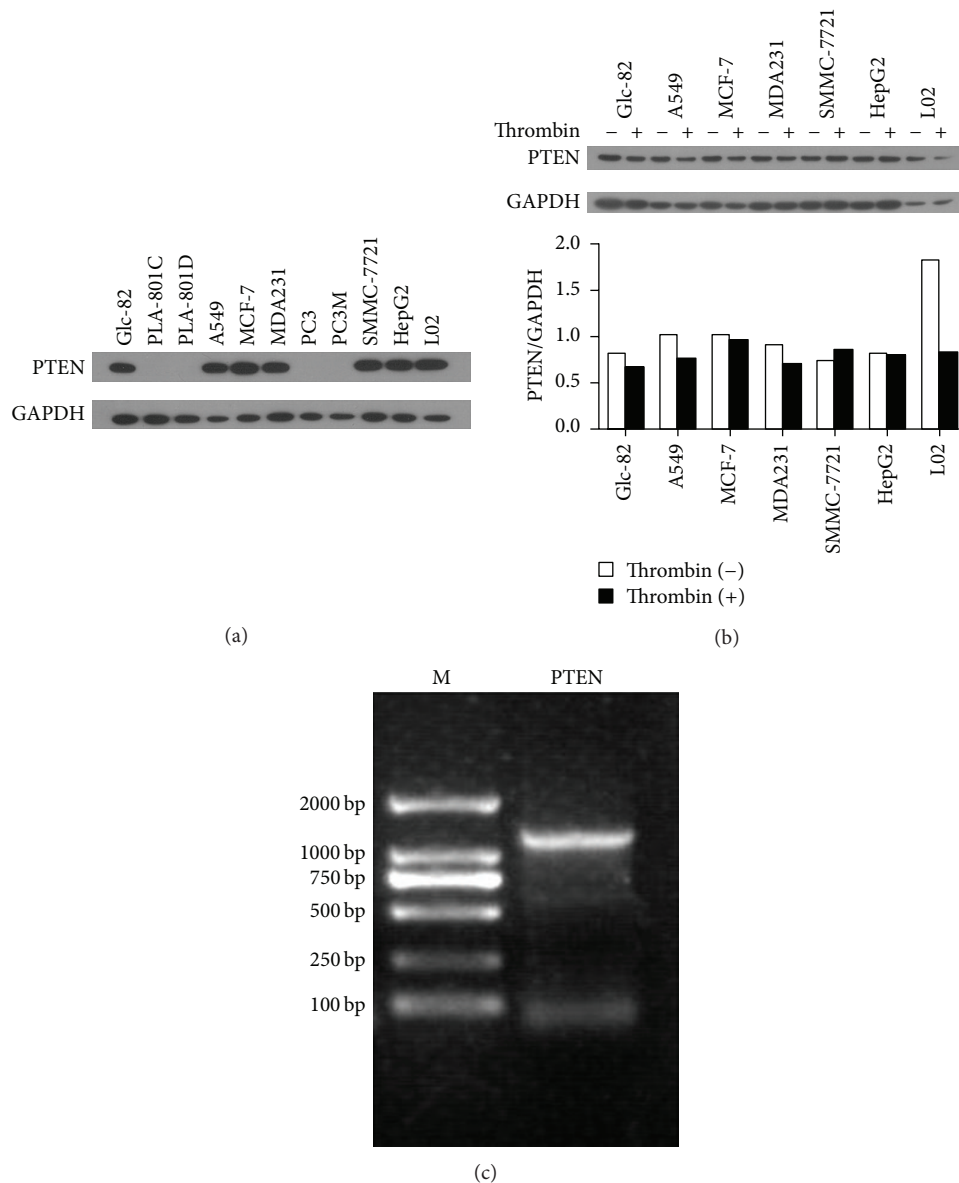 Glc-82
PLA-801C
PLA-801D
A549
MCF-7
MDA231
PC3
PC3M
SMMC-7721
HepG2
L02
PTEN
GAPDH
(a)
Glc-82
A549
MCF-7
MDA231
SMMC-7721
HepG2
L02
Thrombin − + − + − + − + − + − + − +
PTEN
GAPDH
2.0
1.5
1.0
0.5
0.0
PTEN/GAPDH
Glc-82
A549
MCF-7
MDA231
SMMC-7721
HepG2
L02
Thrombin (−)
Thrombin (+)
(b)
M PTEN
2000 bp
1000 bp
750 bp
500 bp
250 bp
100 bp
(c)